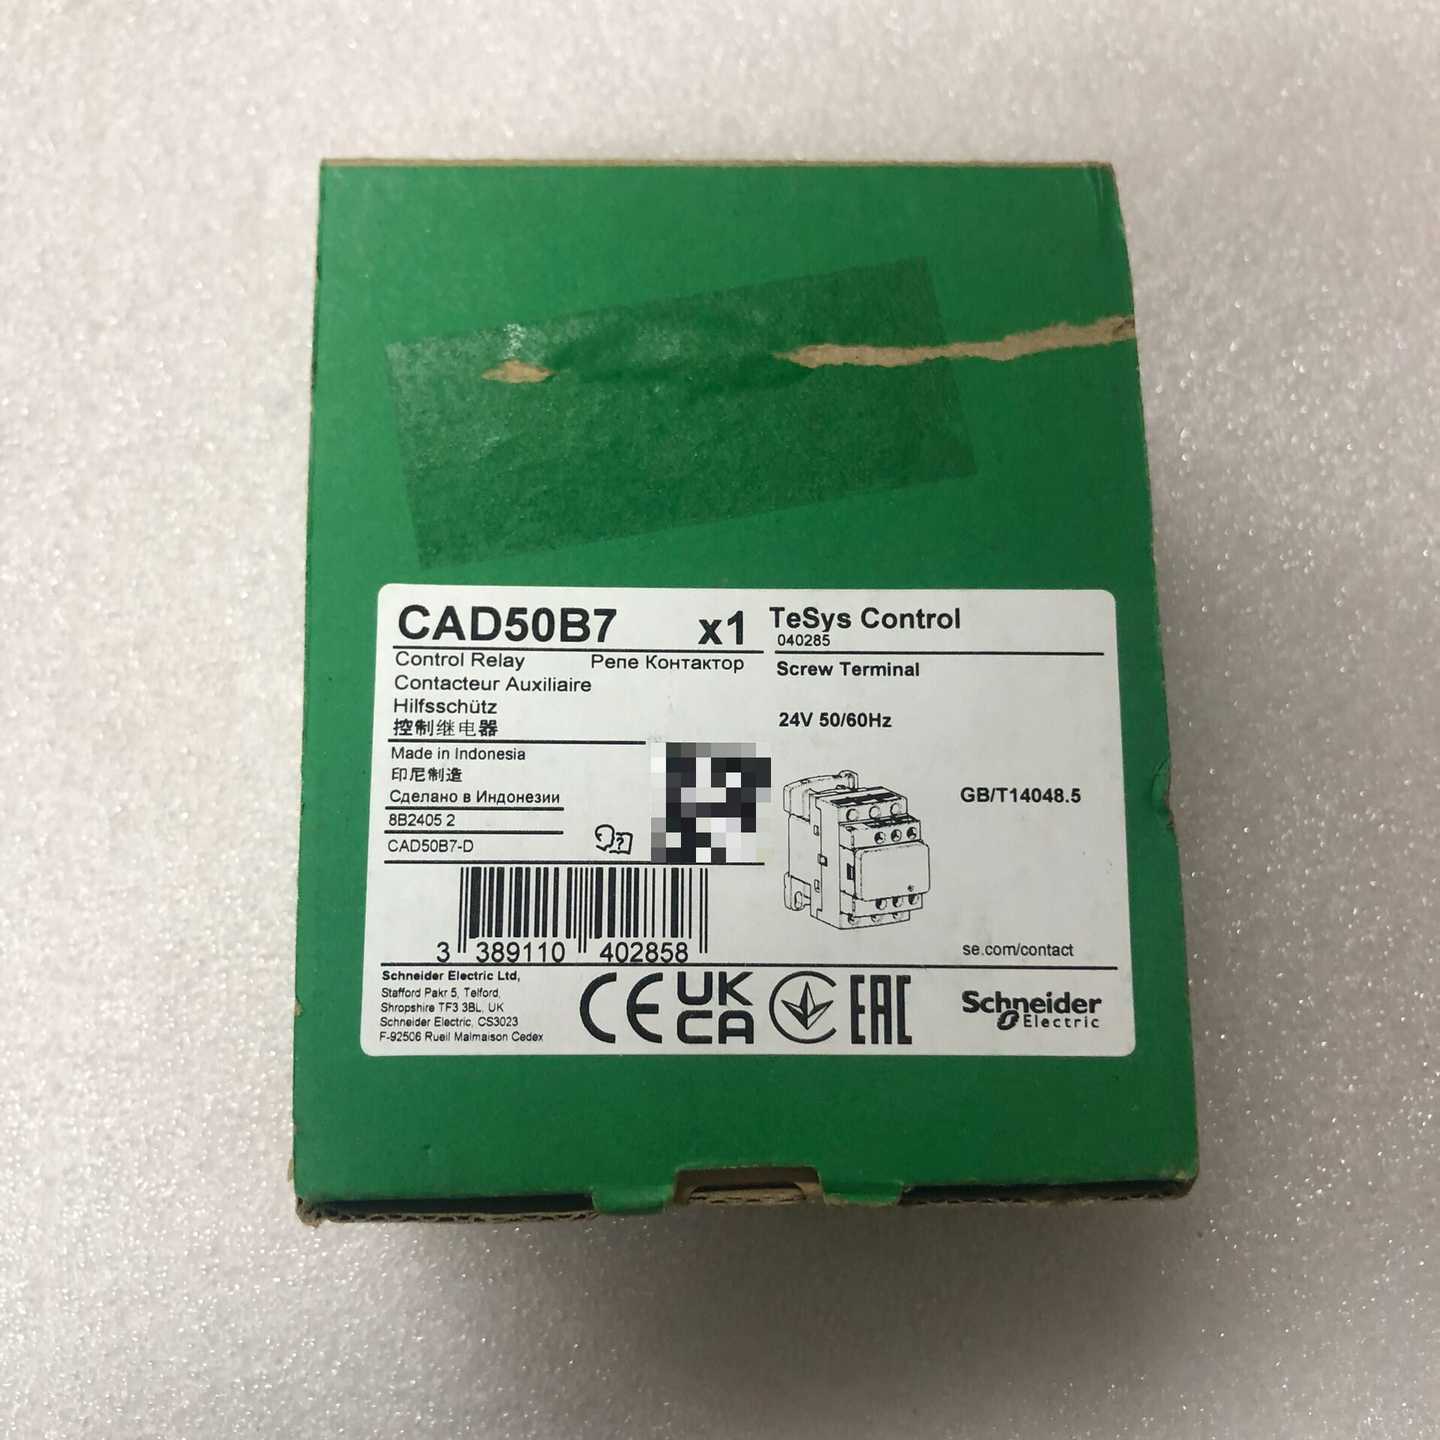 CAD50B7 x1
Control Relay Реле Контактор
Contacteur Auxiliaire
Hilfsschütz
控制继电器
Made in Indonesia
印尼制造
Сделано в Индонезии
8B2405 2
CAD50B7-D
3 389110 402858
TeSys Control
040285
Screw Terminal
24V 50/60Hz
GB/T14048.5
se.com/contact
Schneider Electric Ltd,
Stafford Pakr 5, Telford,
Shropshire TF3 3BL, UK
Schneider Electric, CS3023
F-92506 Rueil Malmaison Cedex
CE UK CA EAC
Schneider
Electric